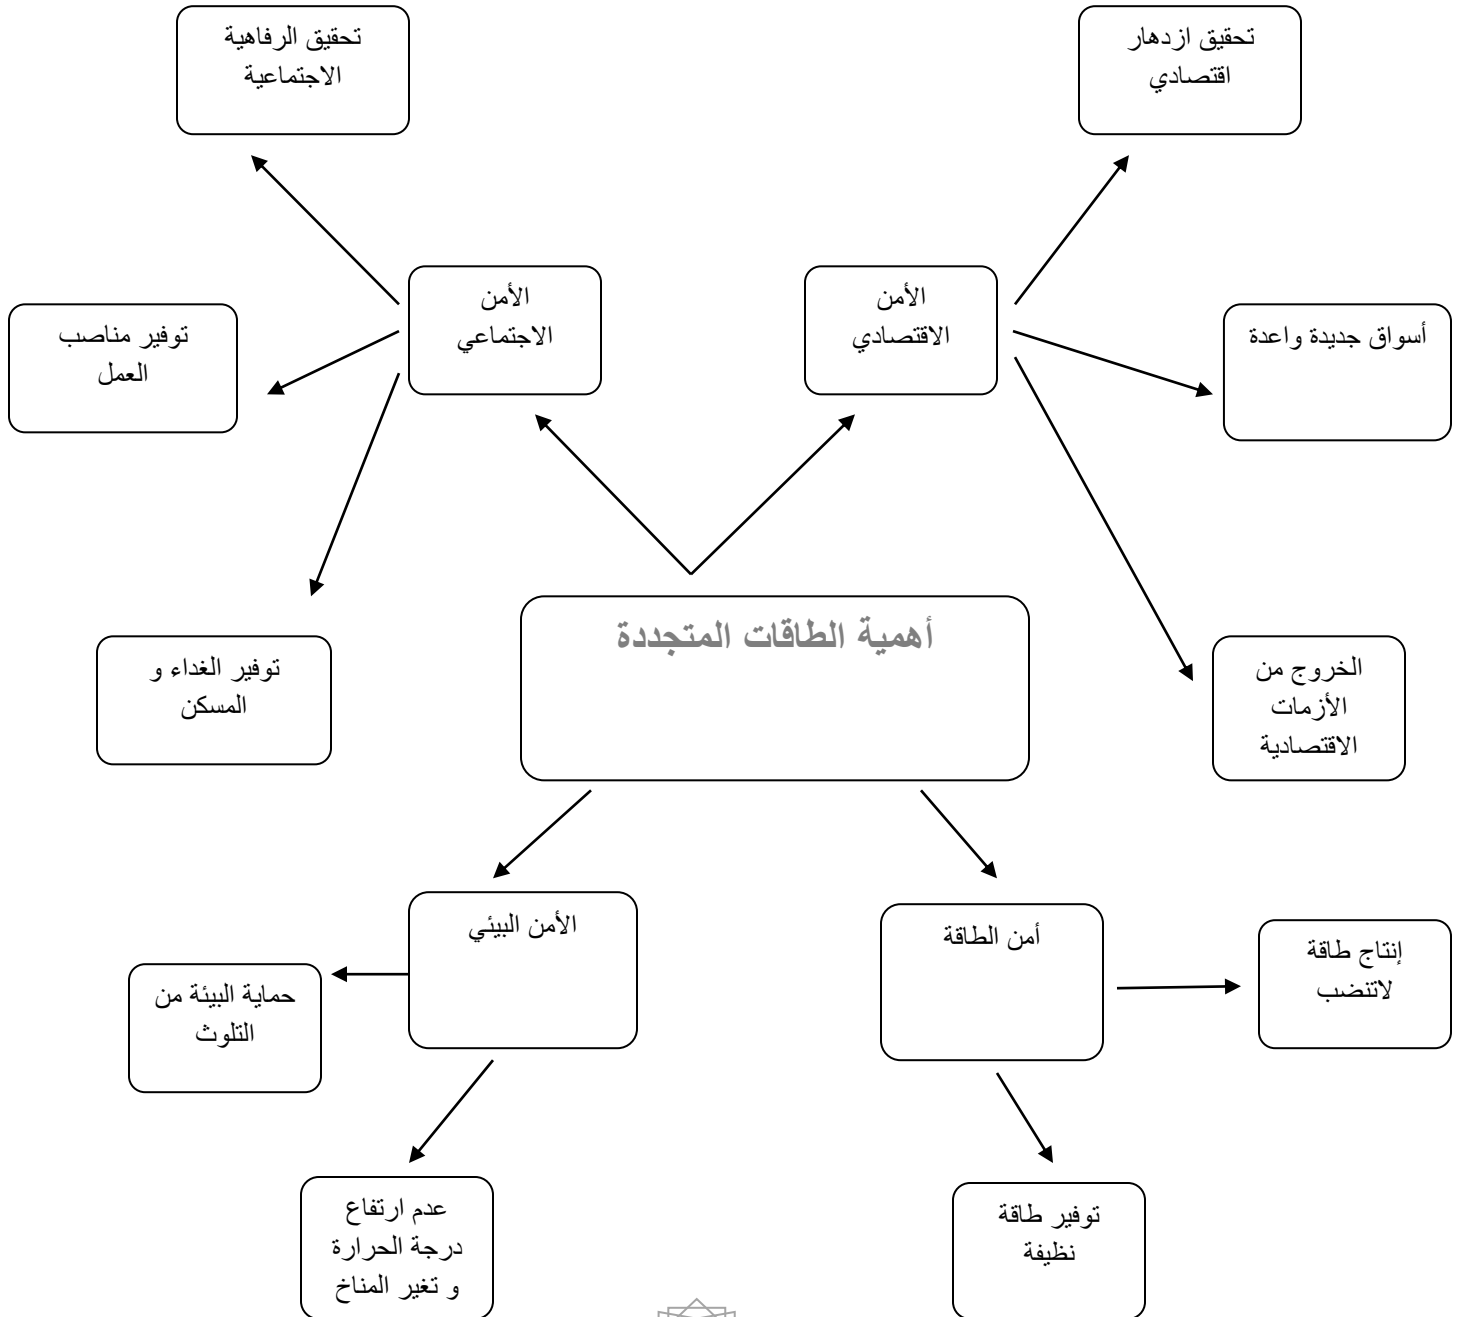 تحقيق ازدهار
اقتصادي
تحقيق الرفاهية
الاجتماعية
الأمن
الاقتصادي
الأمن
الاجتماعي
أسواق جديدة واعدة
توفير مناصب
العمل
أهمية الطاقات المتجددة
الخروج من
الأزمات
الاقتصادية
توفير الغداء و
المسكن
أمن الطاقة
الأمن البيئي
إنتاج طاقة
لاتنضب
حماية البيئة من
التلوث
توفير طاقة
نظيفة
عدم ارتفاع
درجة الحرارة
و تغير المناخ